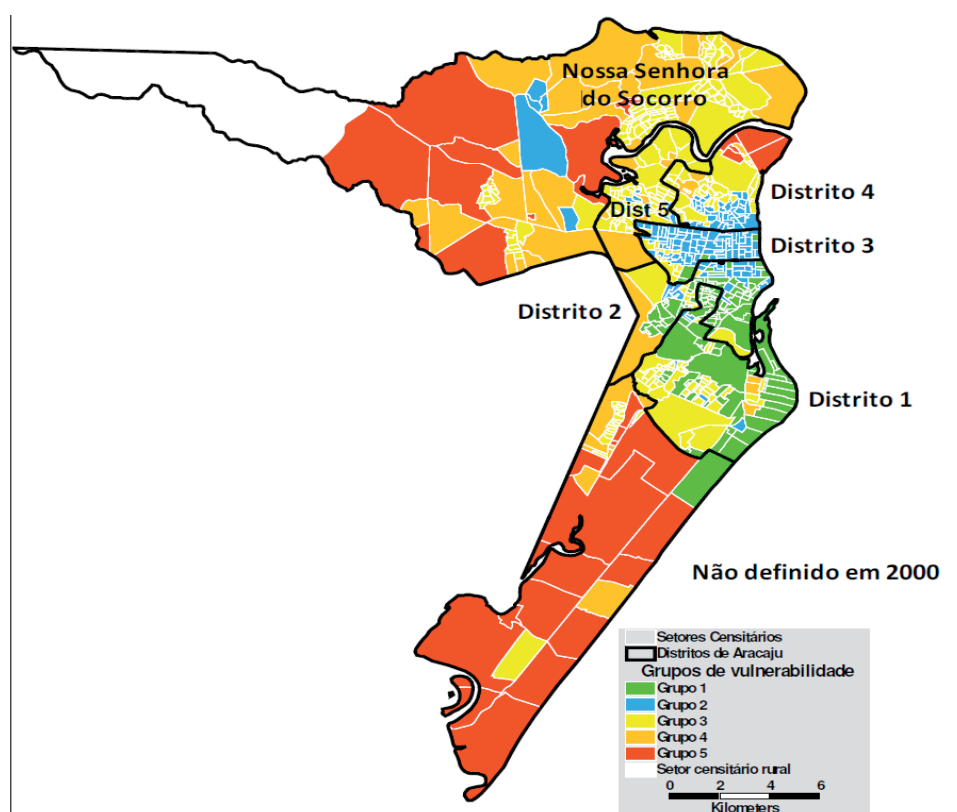 Nossa Senhora
do Socorro
Distrito 4
Dist 5
Distrito 3
Distrito 2
Distrito 1
Não definido em 2000
Setores Censitários
Distritos de Aracaju
Grupos de vulnerabilidade
Grupo 1
Grupo 2
Grupo 3
Grupo 4
Grupo 5
Setor censitário rural
0 2 4 6
Kilometers